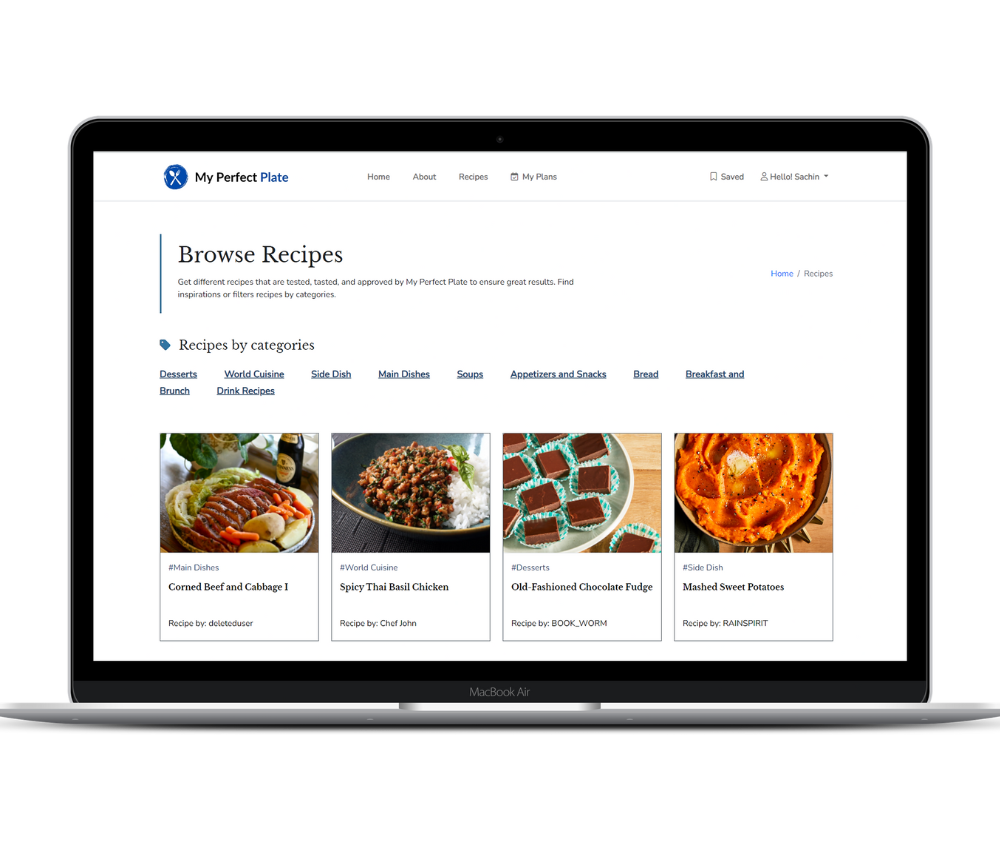 My Perfect Plate
Home About Recipes My Plans
Saved Hello! Sachin
Browse Recipes
Get different recipes that are tested, tasted, and approved by My Perfect Plate to ensure great results. Find
inspirations or filters recipes by categories.
Home / Recipes
Recipes by categories
Desserts World Cuisine Side Dish Main Dishes Soups Appetizers and Snacks Bread Breakfast and
Brunch Drink Recipes
#Main Dishes
Corned Beef and Cabbage I
Recipe by: deleteduser
#World Cuisine
Spicy Thai Basil Chicken
Recipe by: Chef John
#Desserts
Old-Fashioned Chocolate Fudge
Recipe by: BOOK_WORM
#Side Dish
Mashed Sweet Potatoes
Recipe by: RAINSPIRIT
MacBook Air